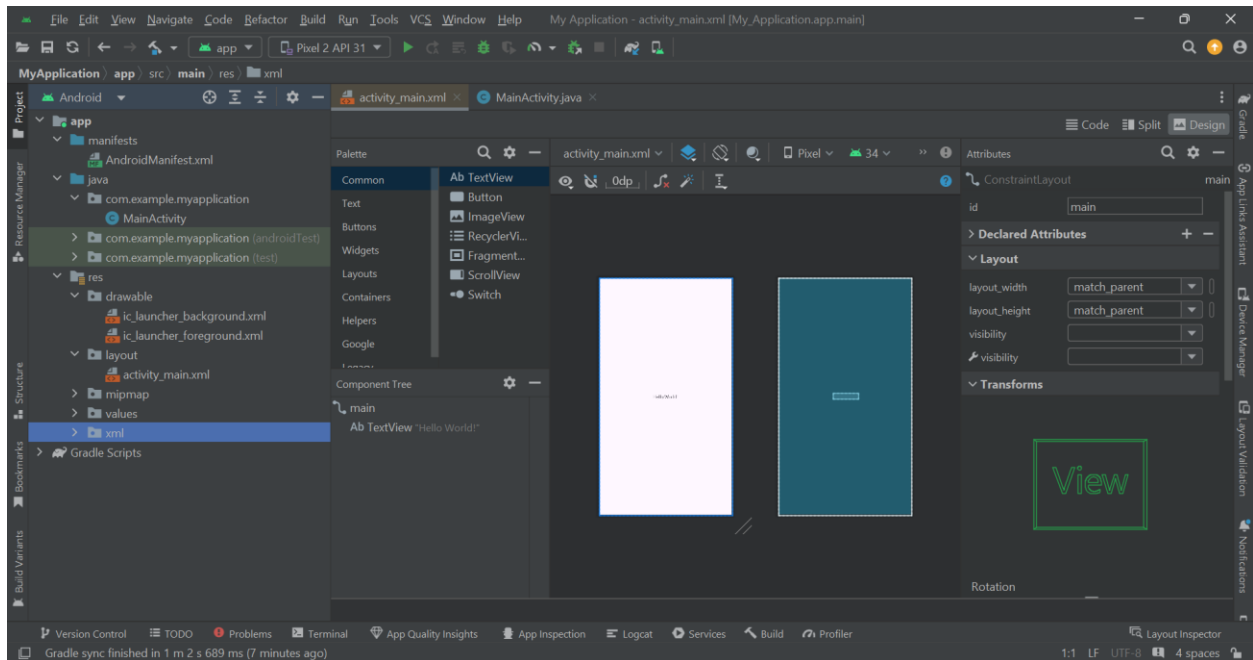 File Edit View Navigate Code Refactor Build Run Tools VCS Window Help My Application - activity_main.xml [My_Application.app.main]
app Pixel 2 API 31
MyApplication app src main res xml
Project
Resource Manager
Structure
Bookmarks
Build Variants
Android
app
manifests
AndroidManifest.xml
java
com.example.myapplication
MainActivity
com.example.myapplication (androidTest)
com.example.myapplication (test)
res
drawable
ic_launcher_background.xml
ic_launcher_foreground.xml
layout
activity_main.xml
mipmap
values
xml
Gradle Scripts
activity_main.xml MainActivity.java
Code Split Design
Palette
Common
Text
Buttons
Widgets
Layouts
Containers
Helpers
Google
Legacy
Ab TextView
Button
ImageView
RecyclerVi...
Fragment...
ScrollView
Switch
Component Tree
main
Ab TextView "Hello World!"
activity_main.xml Pixel 34
0dp
Hello World!
Attributes
ConstraintLayout main
id main
Declared Attributes
Layout
layout_width match_parent
layout_height match_parent
visibility
visibility
Transforms
View
Rotation
Gradle
App Links Assistant
Device Manager
Layout Validation
Notifications
Version Control TODO Problems Terminal App Quality Insights App Inspection Logcat Services Build Profiler Layout Inspector
Gradle sync finished in 1 m 2 s 689 ms (7 minutes ago) 1:1 LF UTF-8 4 spaces